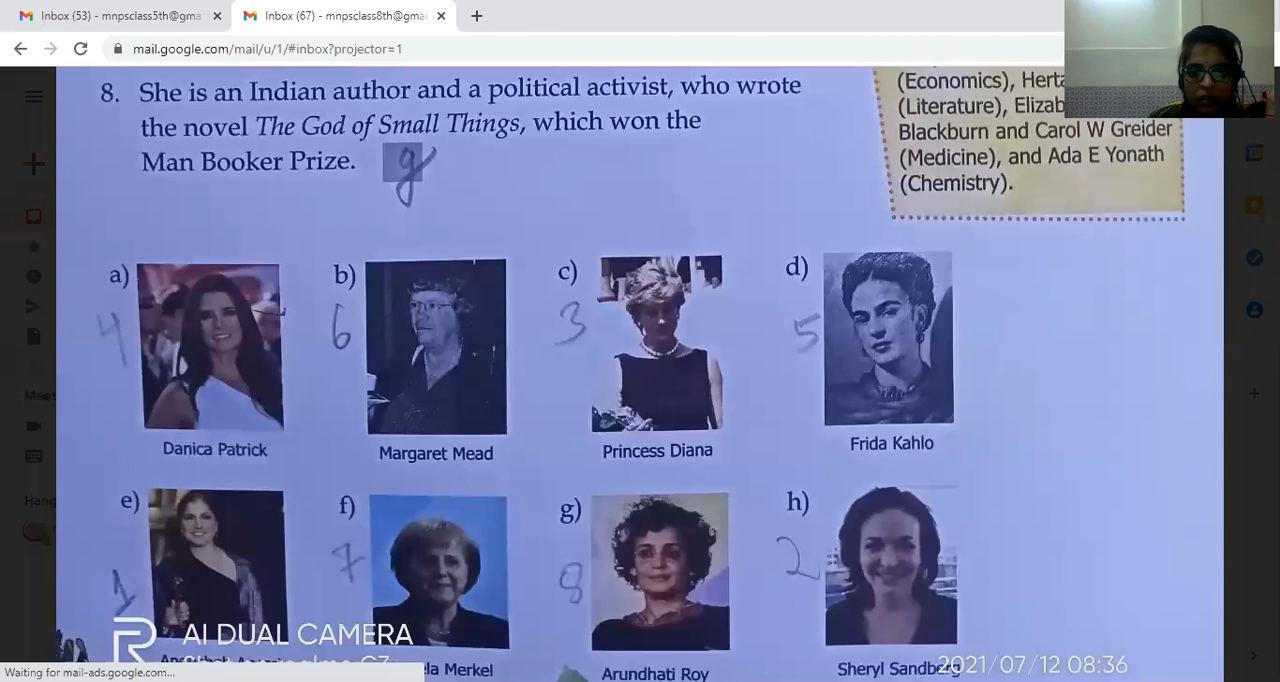 Inbox (53) - mnpsclass5th@gma
Inbox (67) - mnpsclass8th@gmai
mail.google.com/mail/u/1/#inbox?projector=1
8. She is an Indian author and a political activist, who wrote
the novel The God of Small Things, which won the
Man Booker Prize. g
(Economics), Herta
(Literature), Elizab
Blackburn and Carol W Greider
(Medicine), and Ada E Yonath
(Chemistry).
a) b) c) d)
4 6 3 5
Danica Patrick Margaret Mead Princess Diana Frida Kahlo
e) f) g) h)
1 7 8 2
AI DUAL CAMERA
la Merkel Arundhati Roy Sheryl Sandberg
2021/07/12 08:36
Waiting for mail-ads.google.com...